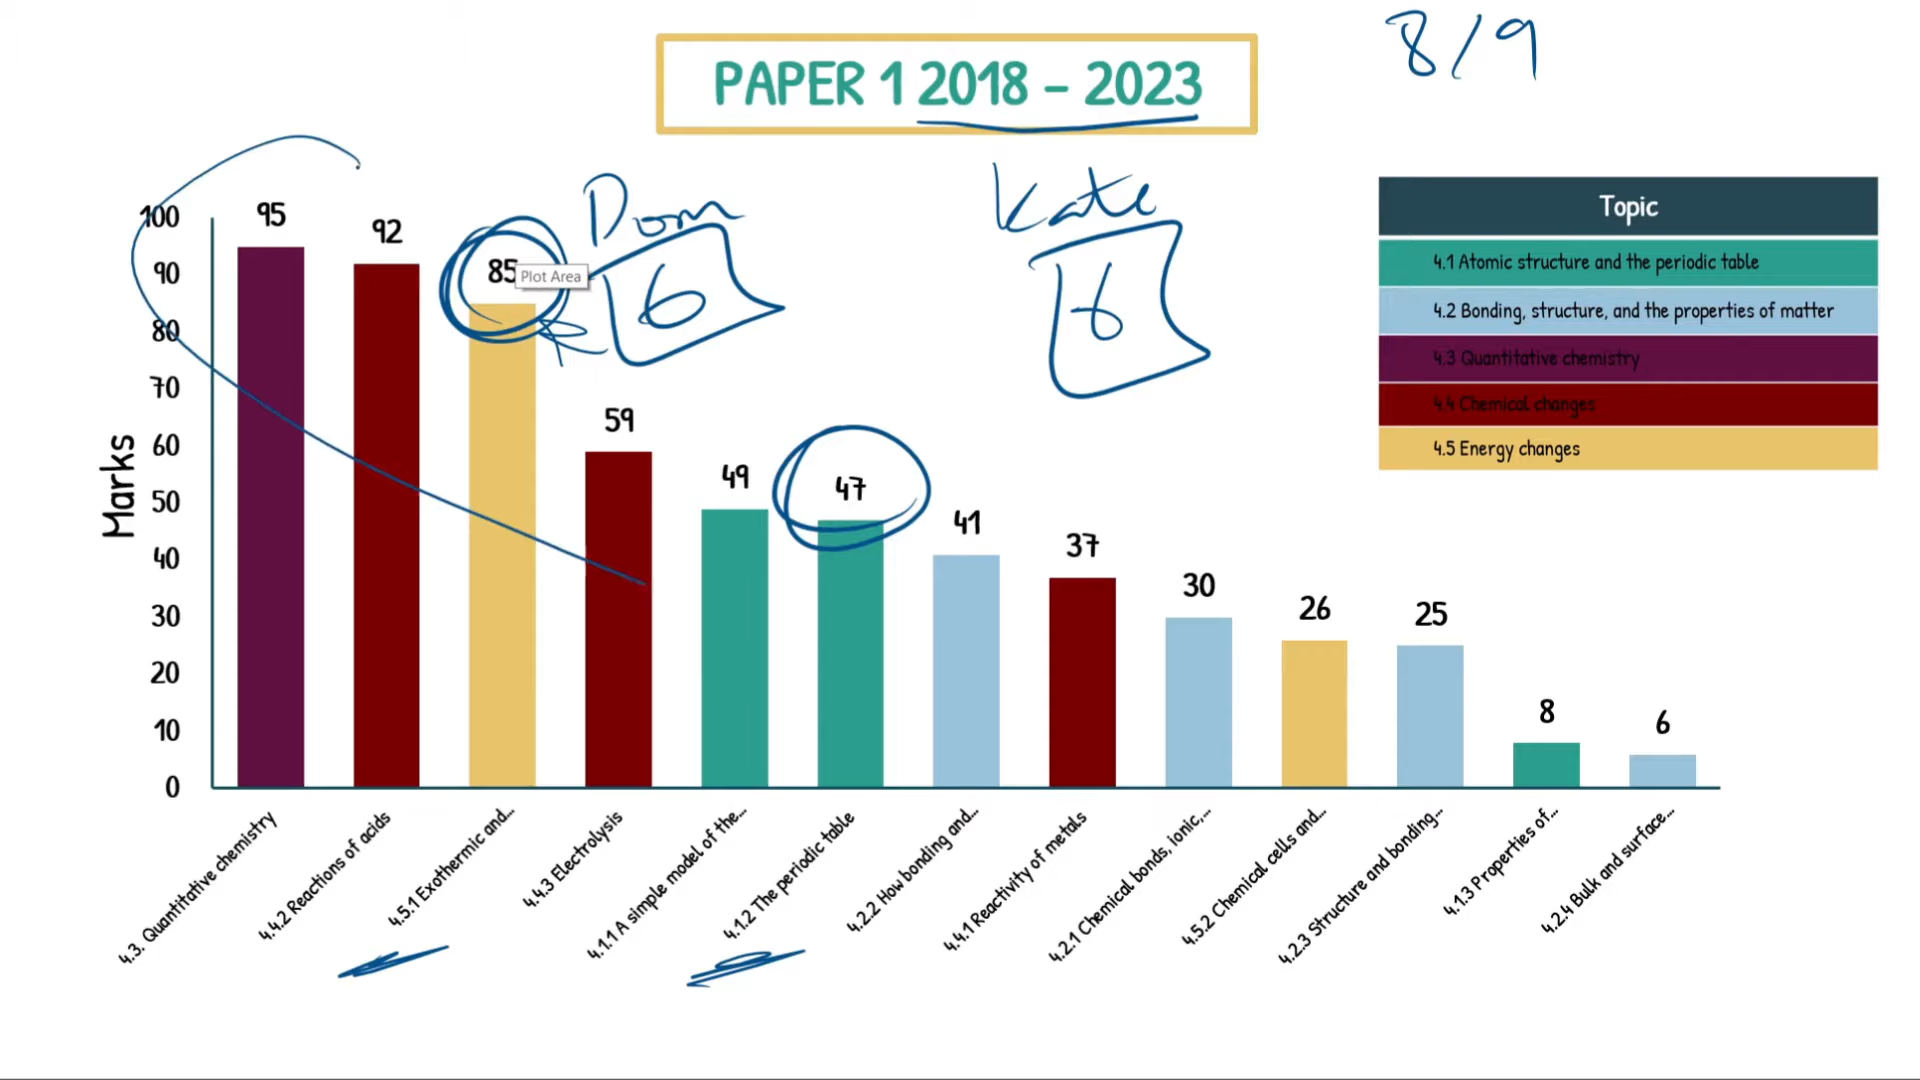 8/9
PAPER 1 2018 – 2023
Dom
Kate
6
6
Topic
4.1 Atomic structure and the periodic table
4.2 Bonding, structure, and the properties of matter
4.3 Quantitative chemistry
4.4 Chemical changes
4.5 Energy changes
Marks
100
90
80
70
60
50
40
30
20
10
0
95
92
85
Plot Area
59
49
47
41
37
30
26
25
8
6
4.3. Quantitative chemistry
4.4.2 Reactions of acids
4.5.1 Exothermic and...
4.4.3 Electrolysis
4.1.1 A simple model of the...
4.1.2 The periodic table
4.2.2 How bonding and...
4.4.1 Reactivity of metals
4.2.1 Chemical bonds, ionic,...
4.5.2 Chemical cells and...
4.2.3 Structure and bonding...
4.1.3 Properties of...
4.2.4 Bulk and surface...